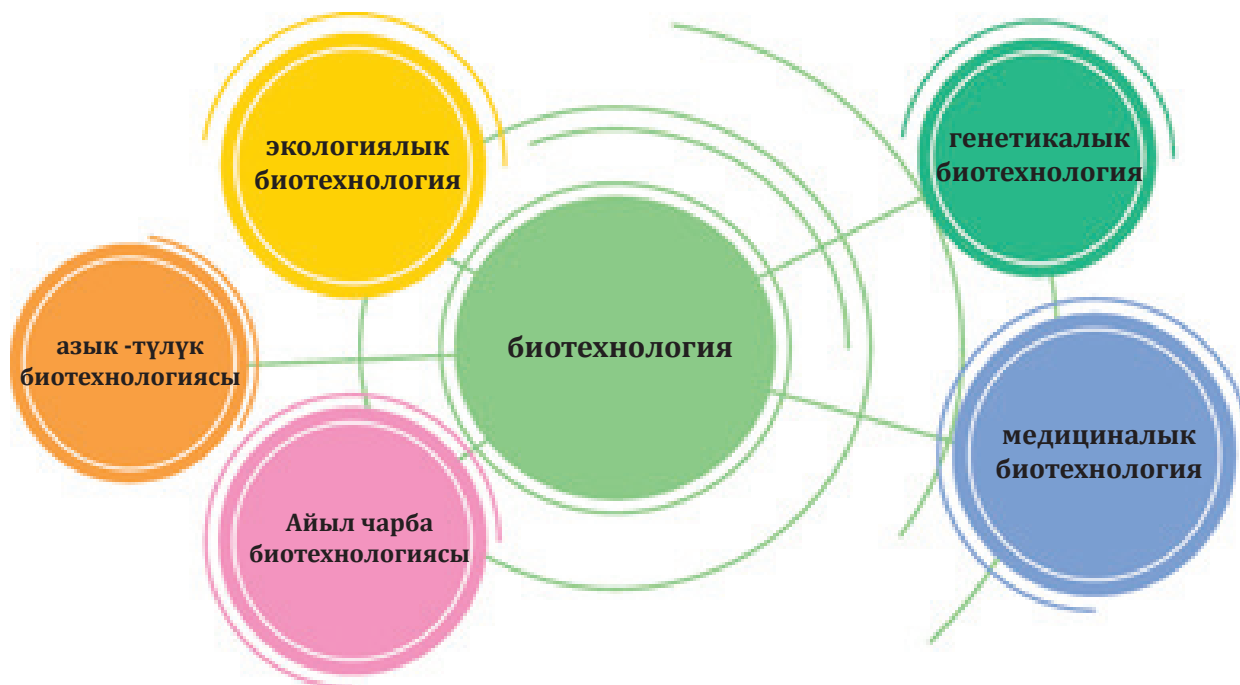 экологиялык
биотехнология
генетикалык
биотехнология
азык -түлүк
биотехнологиясы
биотехнология
медициналык
биотехнология
Айыл чарба
биотехнологиясы